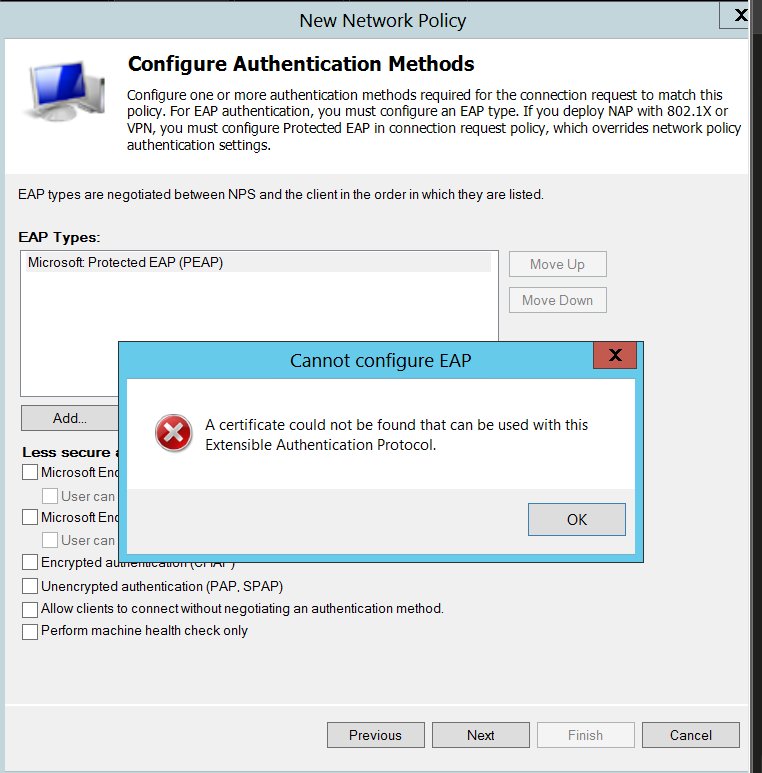 New Network Policy
X
Configure Authentication Methods
Configure one or more authentication methods required for the connection request to match this
policy. For EAP authentication, you must configure an EAP type. If you deploy NAP with 802.1X or
VPN, you must configure Protected EAP in connection request policy, which overrides network policy
authentication settings.
EAP types are negotiated between NPS and the client in the order in which they are listed.
EAP Types:
Microsoft: Protected EAP (PEAP)
Move Up
Move Down
Cannot configure EAP
X
A certificate could not be found that can be used with this
Extensible Authentication Protocol.
OK
Add...
Less secure
Microsoft
User can
Microsoft
User can
Encrypted authentication (CHAP)
Unencrypted authentication (PAP, SPAP)
Allow clients to connect without negotiating an authentication method.
Perform machine health check only
Previous
Next
Finish
Cancel